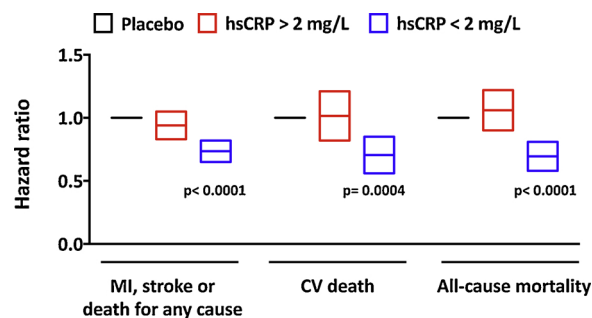 Placebo hsCRP > 2 mg/L hsCRP < 2 mg/L
Hazard ratio
1.5
1.0
0.5
0.0
p< 0.0001
p= 0.0004
p< 0.0001
MI, stroke or
death for any cause
CV death
All-cause mortality